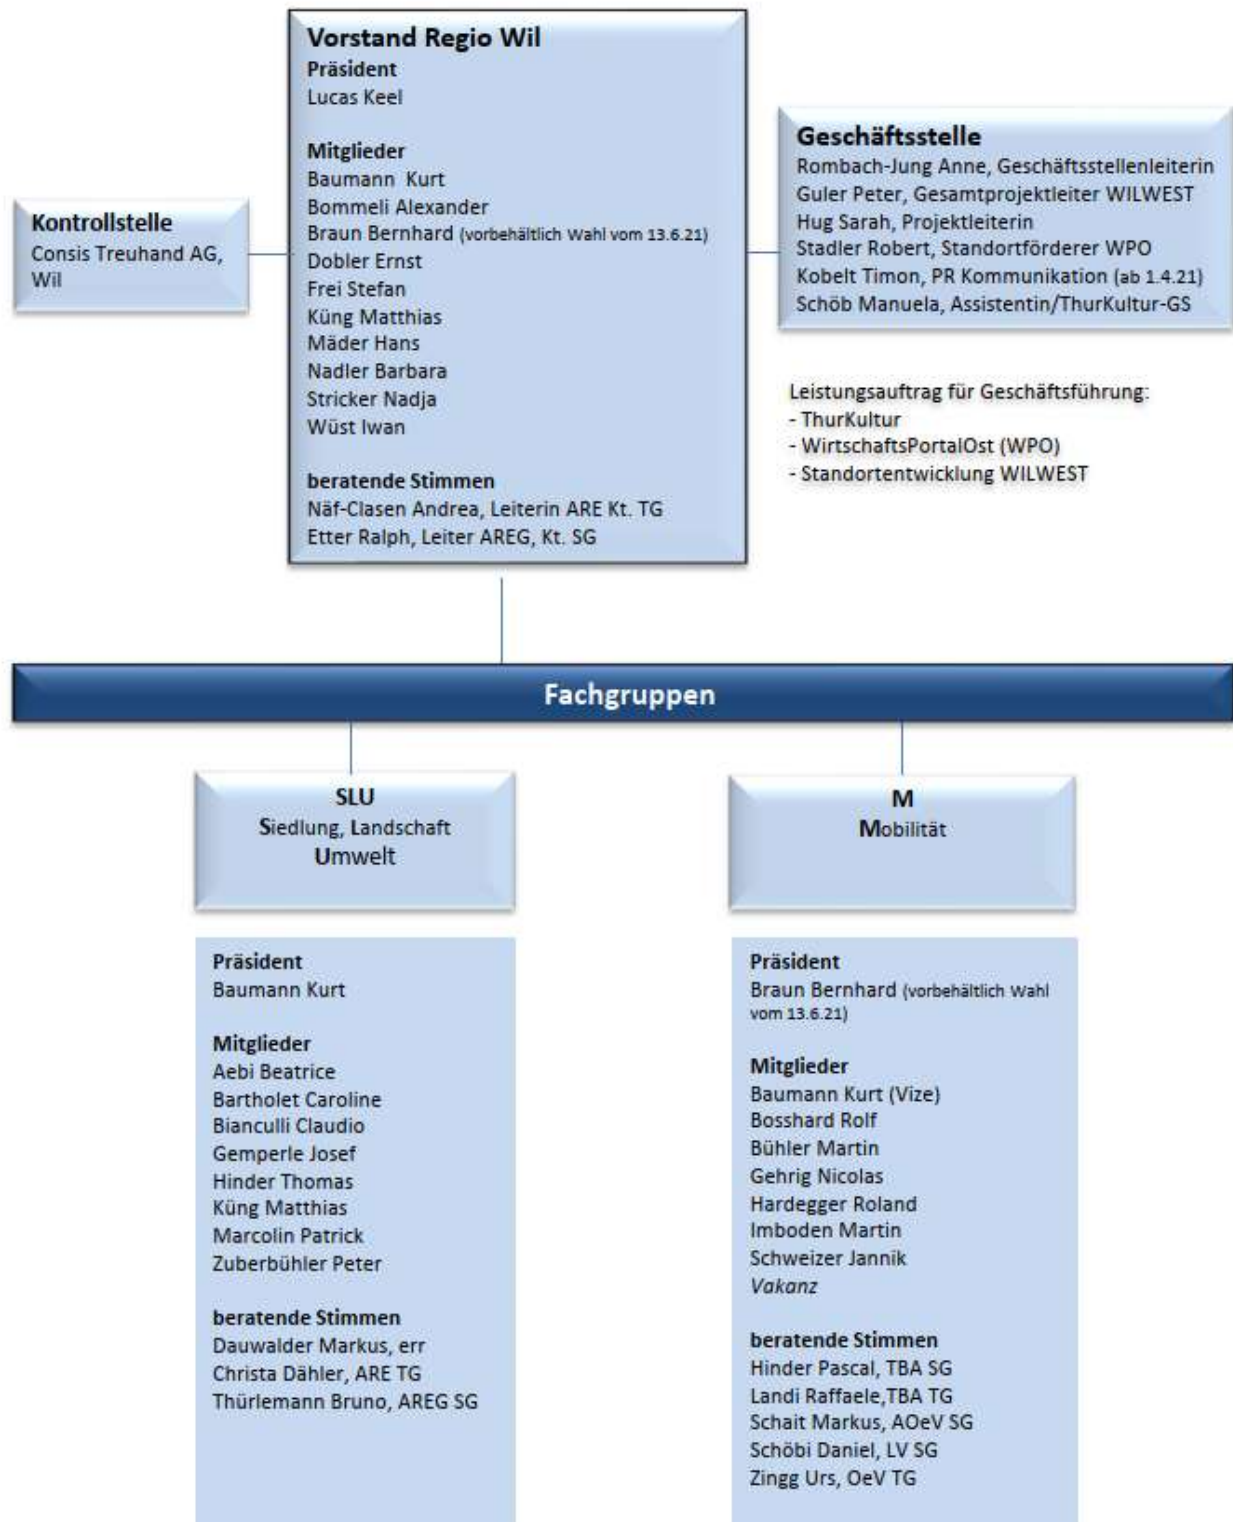 Vorstand Regio Wil
Präsident
Lucas Keel
Mitglieder
Baumann  Kurt
Bommeli Alexander
Braun Bernhard (vorbehältlich Wahl vom 13.6.21)
Dobler Ernst
Frei Stefan
Küng Matthias
Mäder Hans
Nadler Barbara
Stricker Nadja
Wüst Iwan
beratende Stimmen
Näf-Clasen Andrea, Leiterin ARE Kt. TG
Etter Ralph, Leiter AREG, Kt. SG
Kontrollstelle
Consis Treuhand AG,
Wil
Geschäftsstelle
Rombach-Jung Anne, Geschäftsstellenleiterin
Guler Peter, Gesamtprojektleiter WILWEST
Hug Sarah, Projektleiterin
Stadler Robert, Standortförderer WPO
Kobelt Timon, PR Kommunikation (ab 1.4.21)
Schöb Manuela, Assistentin/ThurKultur-GS
Leistungsauftrag für Geschäftsführung:
- ThurKultur
- WirtschaftsPortalOst (WPO)
- Standortentwicklung WILWEST
Fachgruppen
SLU
Siedlung, Landschaft
Umwelt
Präsident
Baumann Kurt
Mitglieder
Aebi Beatrice
Bartholet Caroline
Bianculli Claudio
Gemperle Josef
Hinder Thomas
Küng Matthias
Marcolin Patrick
Zuberbühler Peter
beratende Stimmen
Dauwalder Markus, err
Christa Dähler, ARE TG
Thürlemann Bruno, AREG SG
M
Mobilität
Präsident
Braun Bernhard (vorbehältlich Wahl
vom 13.6.21)
Mitglieder
Baumann Kurt (Vize)
Bosshard Rolf
Bühler Martin
Gehrig Nicolas
Hardegger Roland
Imboden Martin
Schweizer Jannik
Vakanz
beratende Stimmen
Hinder Pascal, TBA SG
Landi Raffaele,TBA TG
Schait Markus, AOeV SG
Schöbi Daniel, LV SG
Zingg Urs, OeV TG